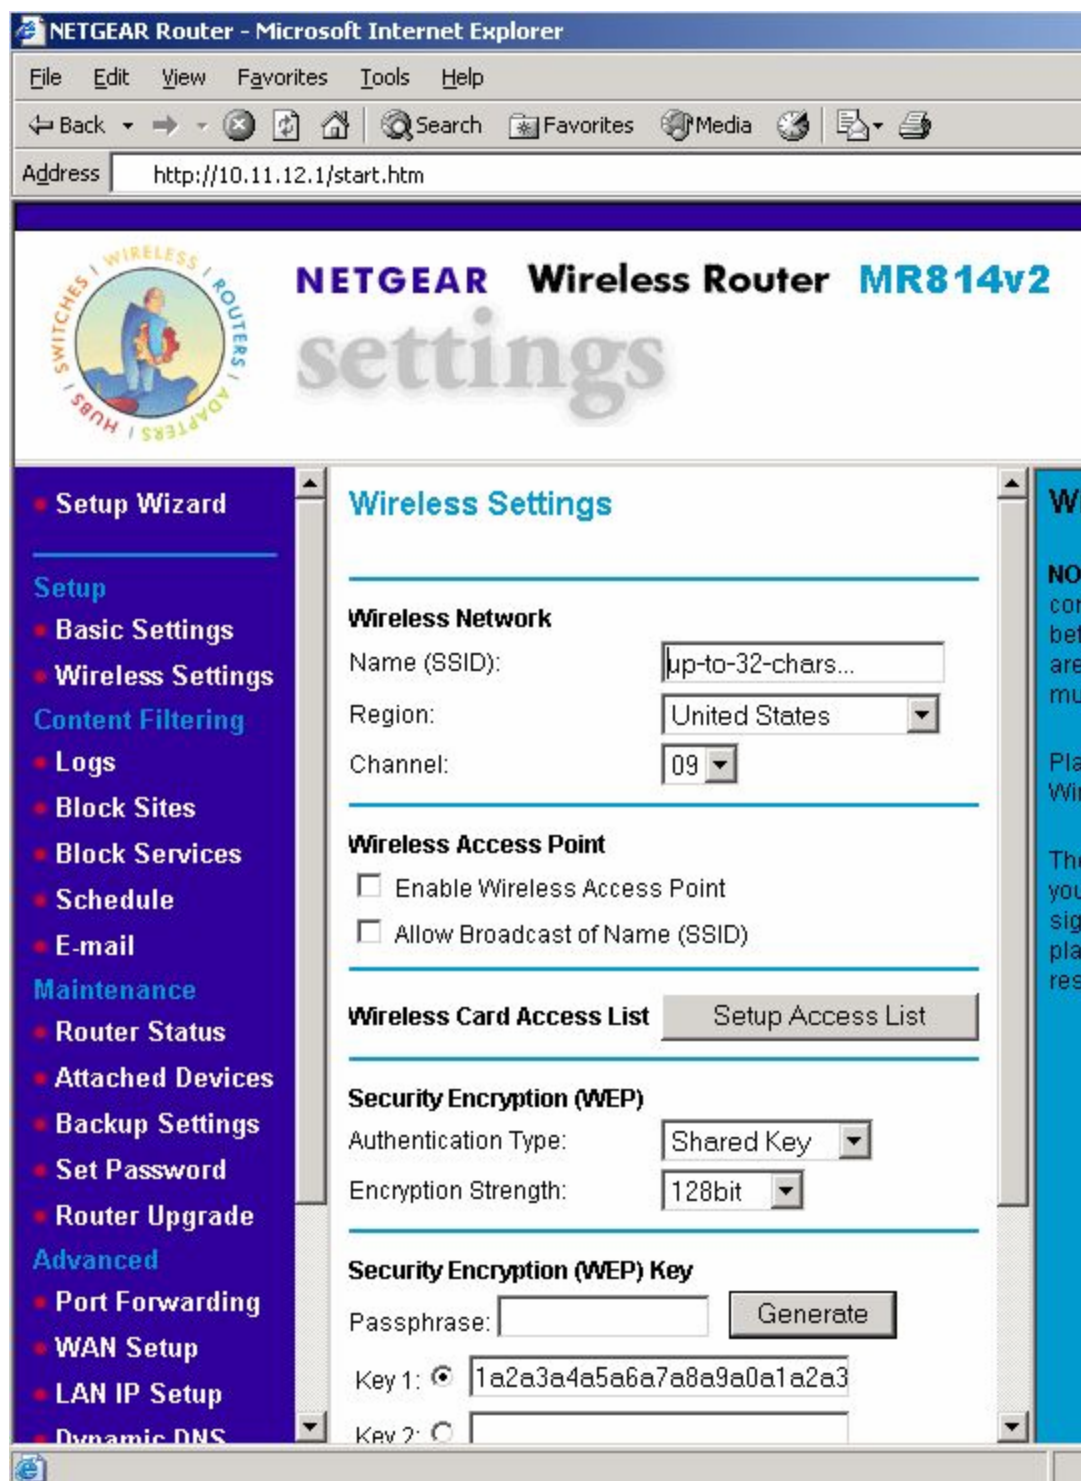 NETGEAR Router - Microsoft Internet Explorer
File Edit View Favorites Tools Help
Back Search Favorites Media
Address http://10.11.12.1/start.htm
SWITCHES | WIRELESS | ROUTERS | ADAPTERS | HUBS |
NETGEAR Wireless Router MR814v2
settings
Setup Wizard
Setup
Basic Settings
Wireless Settings
Content Filtering
Logs
Block Sites
Block Services
Schedule
E-mail
Maintenance
Router Status
Attached Devices
Backup Settings
Set Password
Router Upgrade
Advanced
Port Forwarding
WAN Setup
LAN IP Setup
Dynamic DNS
Wireless Settings
Wireless Network
Name (SSID): up-to-32-chars...
Region: United States
Channel: 09
Wireless Access Point
Enable Wireless Access Point
Allow Broadcast of Name (SSID)
Wireless Card Access List Setup Access List
Security Encryption (WEP)
Authentication Type: Shared Key
Encryption Strength: 128bit
Security Encryption (WEP) Key
Passphrase: Generate
Key 1: 1a2a3a4a5a6a7a8a9a0a1a2a3
Key 2: